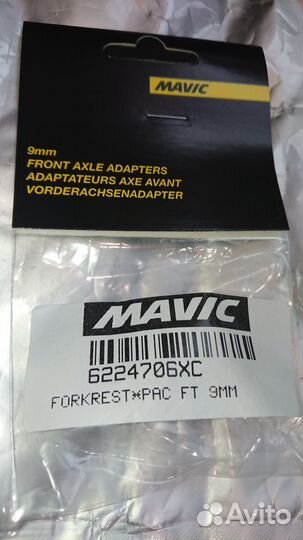 MAVIC
9mm
FRONT AXLE ADAPTERS
ADAPTATEURS AXE AVANT
VORDERACHSENADAPTER
MAVIC
6224706XC
FORKREST*PAC FT 9MM
Avito